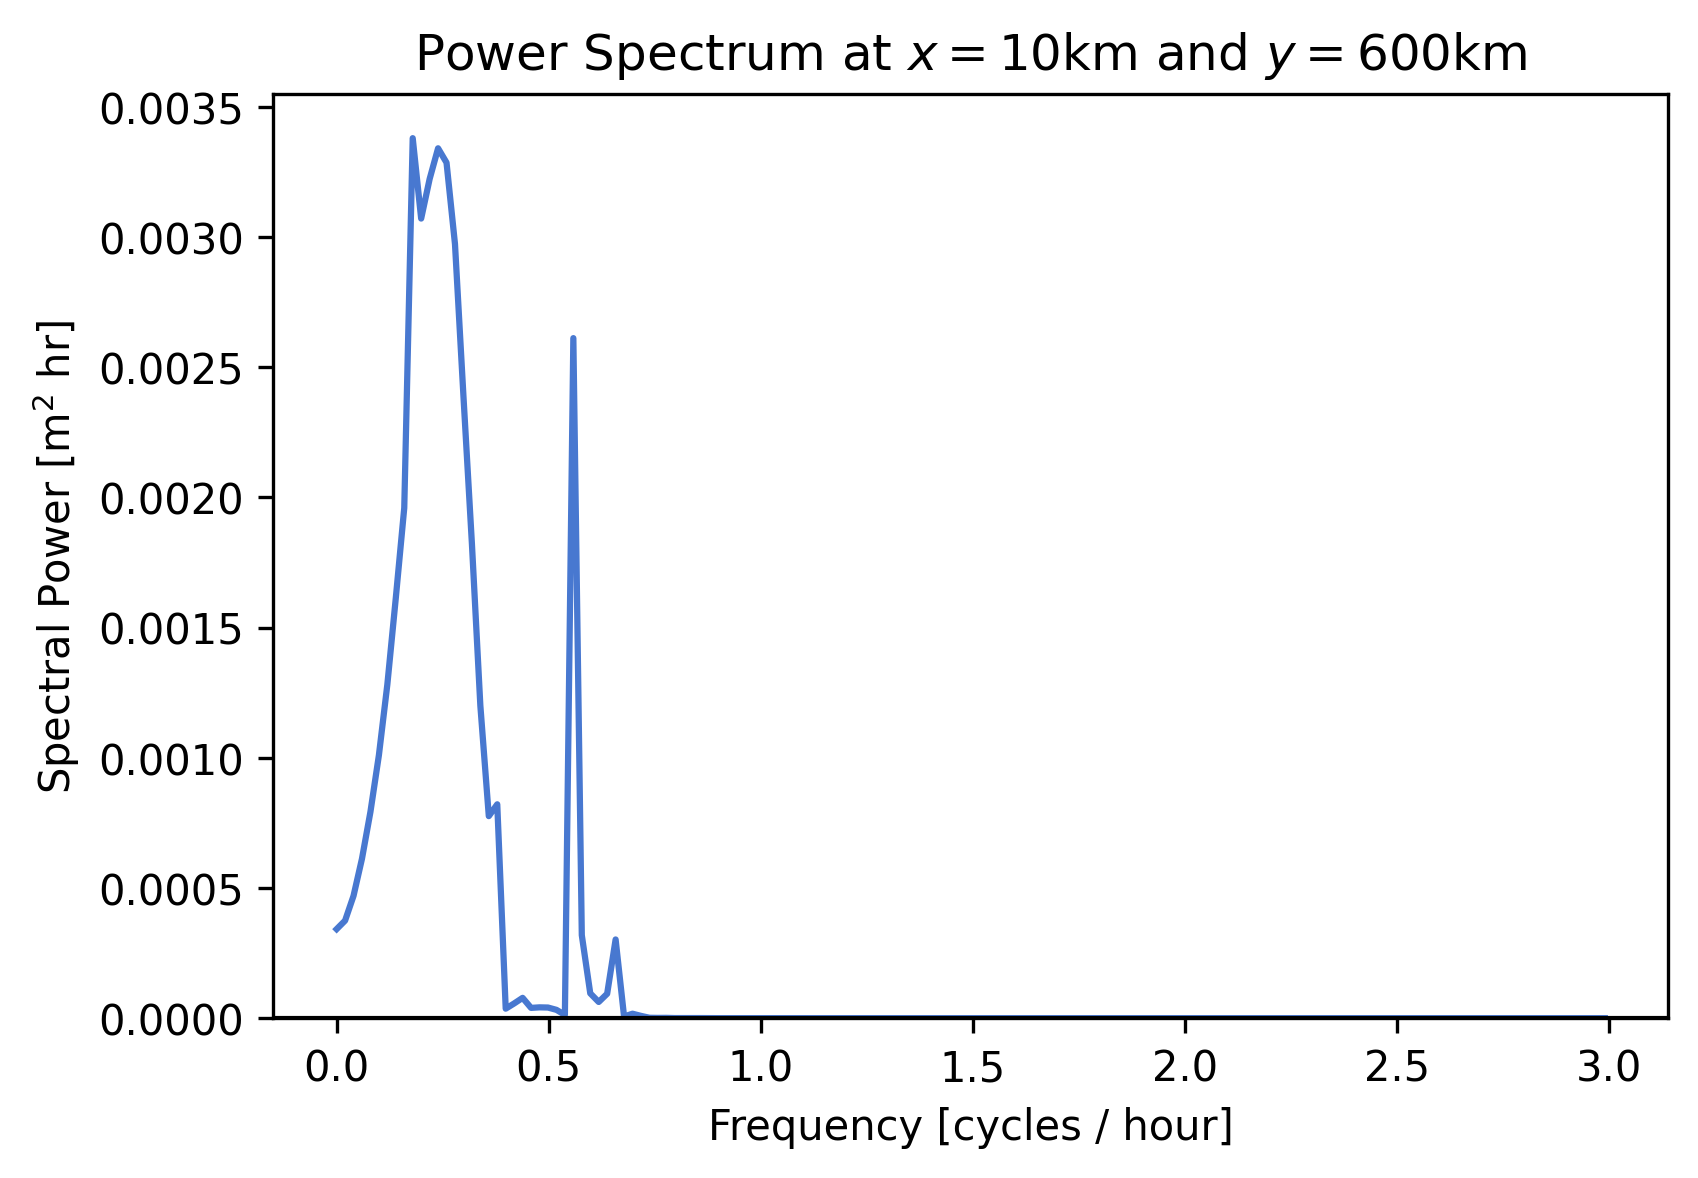 Power Spectrum at x = 10km and y = 600km
Spectral Power [m² hr]
0.0035
0.0030
0.0025
0.0020
0.0015
0.0010
0.0005
0.0000
0.0 0.5 1.0 1.5 2.0 2.5 3.0
Frequency [cycles / hour]